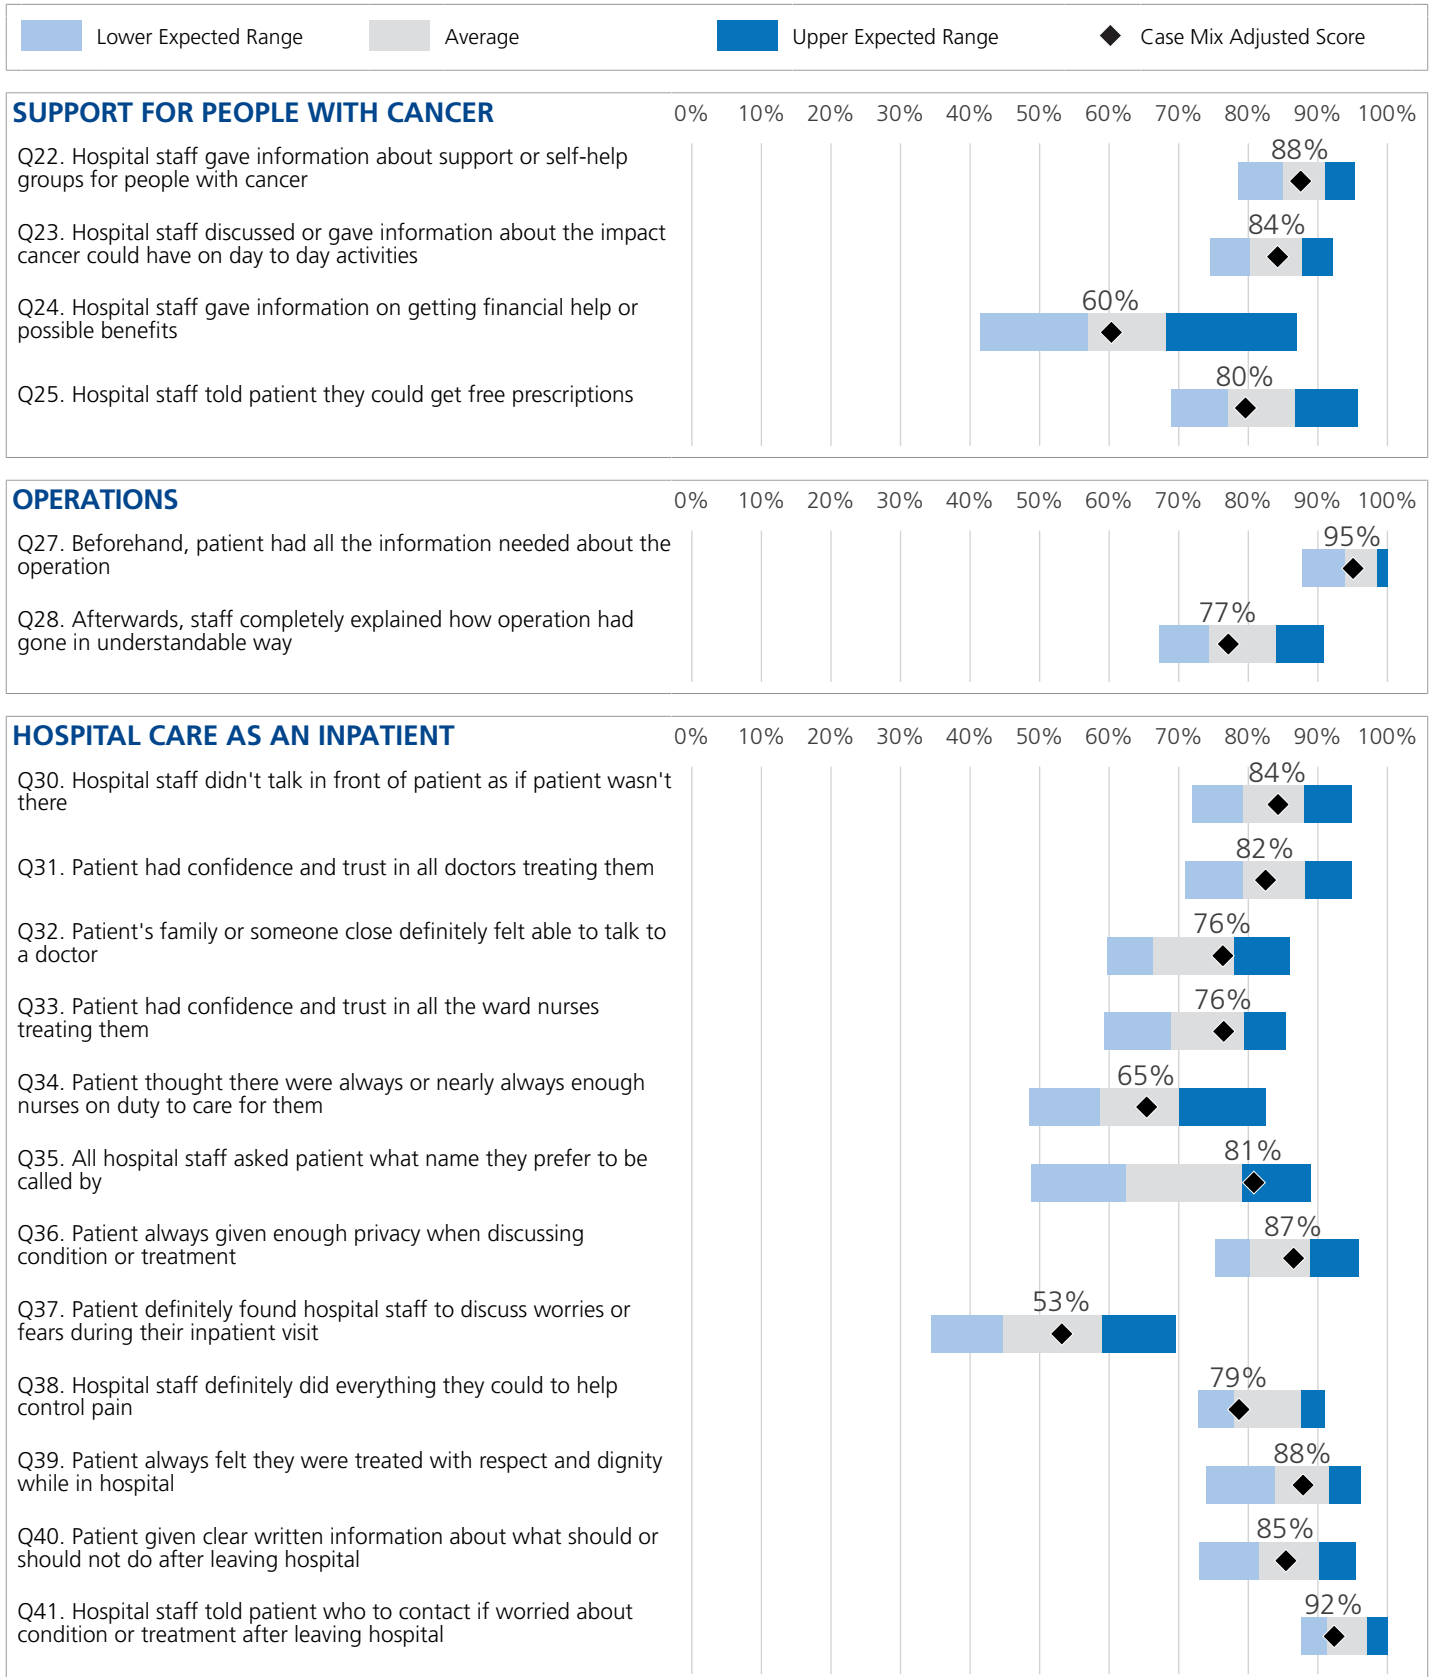 Lower Expected Range Average Upper Expected Range Case Mix Adjusted Score
SUPPORT FOR PEOPLE WITH CANCER 0% 10% 20% 30% 40% 50% 60% 70% 80% 90% 100%
Q22. Hospital staff gave information about support or self-help
groups for people with cancer
88%
Q23. Hospital staff discussed or gave information about the impact
cancer could have on day to day activities
84%
Q24. Hospital staff gave information on getting financial help or
possible benefits
60%
Q25. Hospital staff told patient they could get free prescriptions
80%
OPERATIONS 0% 10% 20% 30% 40% 50% 60% 70% 80% 90% 100%
Q27. Beforehand, patient had all the information needed about the
operation
95%
Q28. Afterwards, staff completely explained how operation had
gone in understandable way
77%
HOSPITAL CARE AS AN INPATIENT 0% 10% 20% 30% 40% 50% 60% 70% 80% 90% 100%
Q30. Hospital staff didn't talk in front of patient as if patient wasn't
there
84%
Q31. Patient had confidence and trust in all doctors treating them
82%
Q32. Patient's family or someone close definitely felt able to talk to
a doctor
76%
Q33. Patient had confidence and trust in all the ward nurses
treating them
76%
Q34. Patient thought there were always or nearly always enough
nurses on duty to care for them
65%
Q35. All hospital staff asked patient what name they prefer to be
called by
81%
Q36. Patient always given enough privacy when discussing
condition or treatment
87%
Q37. Patient definitely found hospital staff to discuss worries or
fears during their inpatient visit
53%
Q38. Hospital staff definitely did everything they could to help
control pain
79%
Q39. Patient always felt they were treated with respect and dignity
while in hospital
88%
Q40. Patient given clear written information about what should or
should not do after leaving hospital
85%
Q41. Hospital staff told patient who to contact if worried about
condition or treatment after leaving hospital
92%